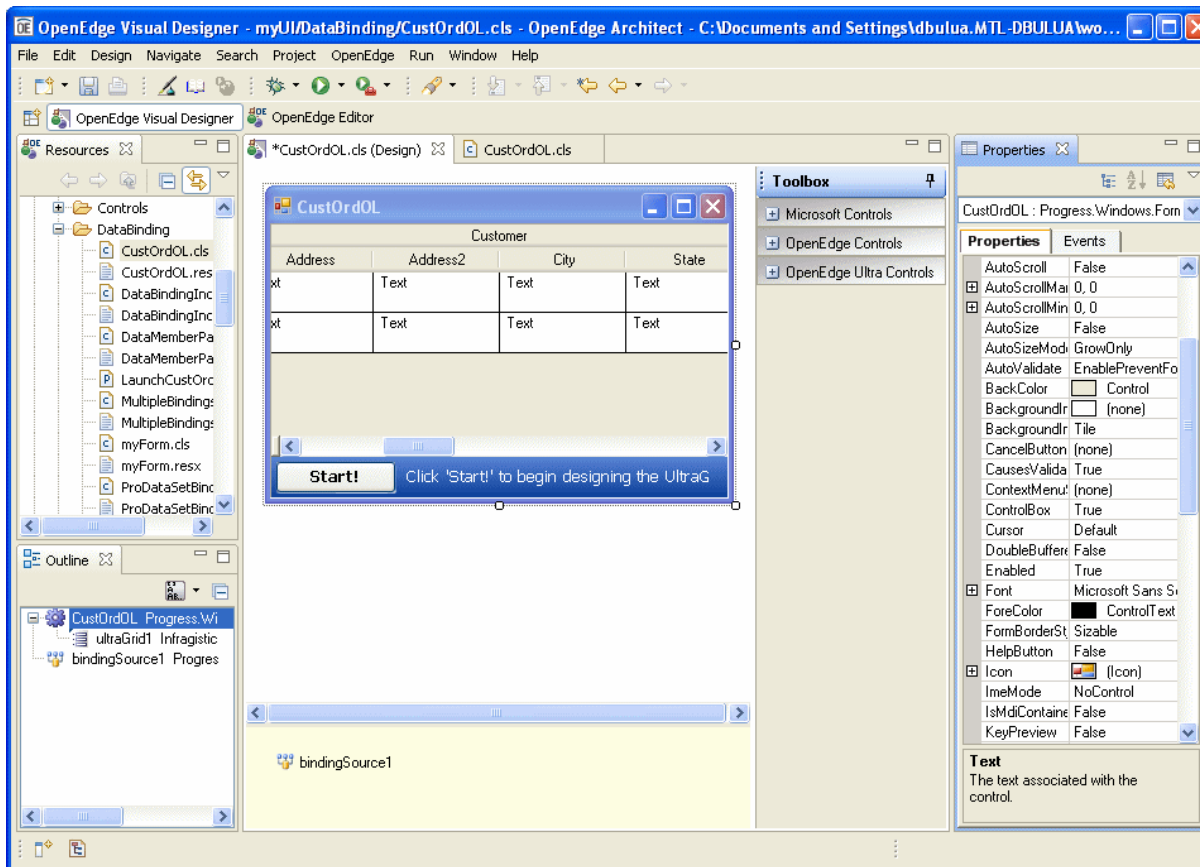 OpenEdge Visual Designer - myUI/DataBinding/CustOrdOL.cls - OpenEdge Architect - C:\Documents and Settings\dbulua.MTL-DBULUA\wo...
File Edit Design Navigate Search Project OpenEdge Run Window Help
OpenEdge Visual Designer OpenEdge Editor
Resources
*CustOrdOL.cls (Design) CustOrdOL.cls
Properties
Controls
DataBinding
CustOrdOL.cls
CustOrdOL.res
DataBindingInc
DataBindingInc
DataMemberPa
DataMemberPa
LaunchCustOrd
MultipleBindings
MultipleBindings
myForm.cls
myForm.resx
ProDataSetBind
ProDataSetBind
CustOrdOL
Customer
Address Address2 City State
xt Text Text Text
xt Text Text Text
Start! Click 'Start!' to begin designing the UltraG
Toolbox
Microsoft Controls
OpenEdge Controls
OpenEdge Ultra Controls
CustOrdOL : Progress.Windows.Forn
Properties Events
AutoScroll False
AutoScrollMar 0, 0
AutoScrollMin 0, 0
AutoSize False
AutoSizeMode GrowOnly
AutoValidate EnablePreventFo
BackColor Control
BackgroundIr (none)
BackgroundIr Tile
CancelButton (none)
CausesValida True
ContextMenuS (none)
ControlBox True
Cursor Default
DoubleBuffere False
Enabled True
Font Microsoft Sans S
ForeColor ControlText
FormBorderSt Sizable
HelpButton False
Icon (Icon)
ImeMode NoControl
IsMdiContaine False
KeyPreview False
Text
The text associated with the
control.
Outline
CustOrdOL Progress.Wi
ultraGrid1 Infragistic
bindingSource1 Progres
bindingSource1